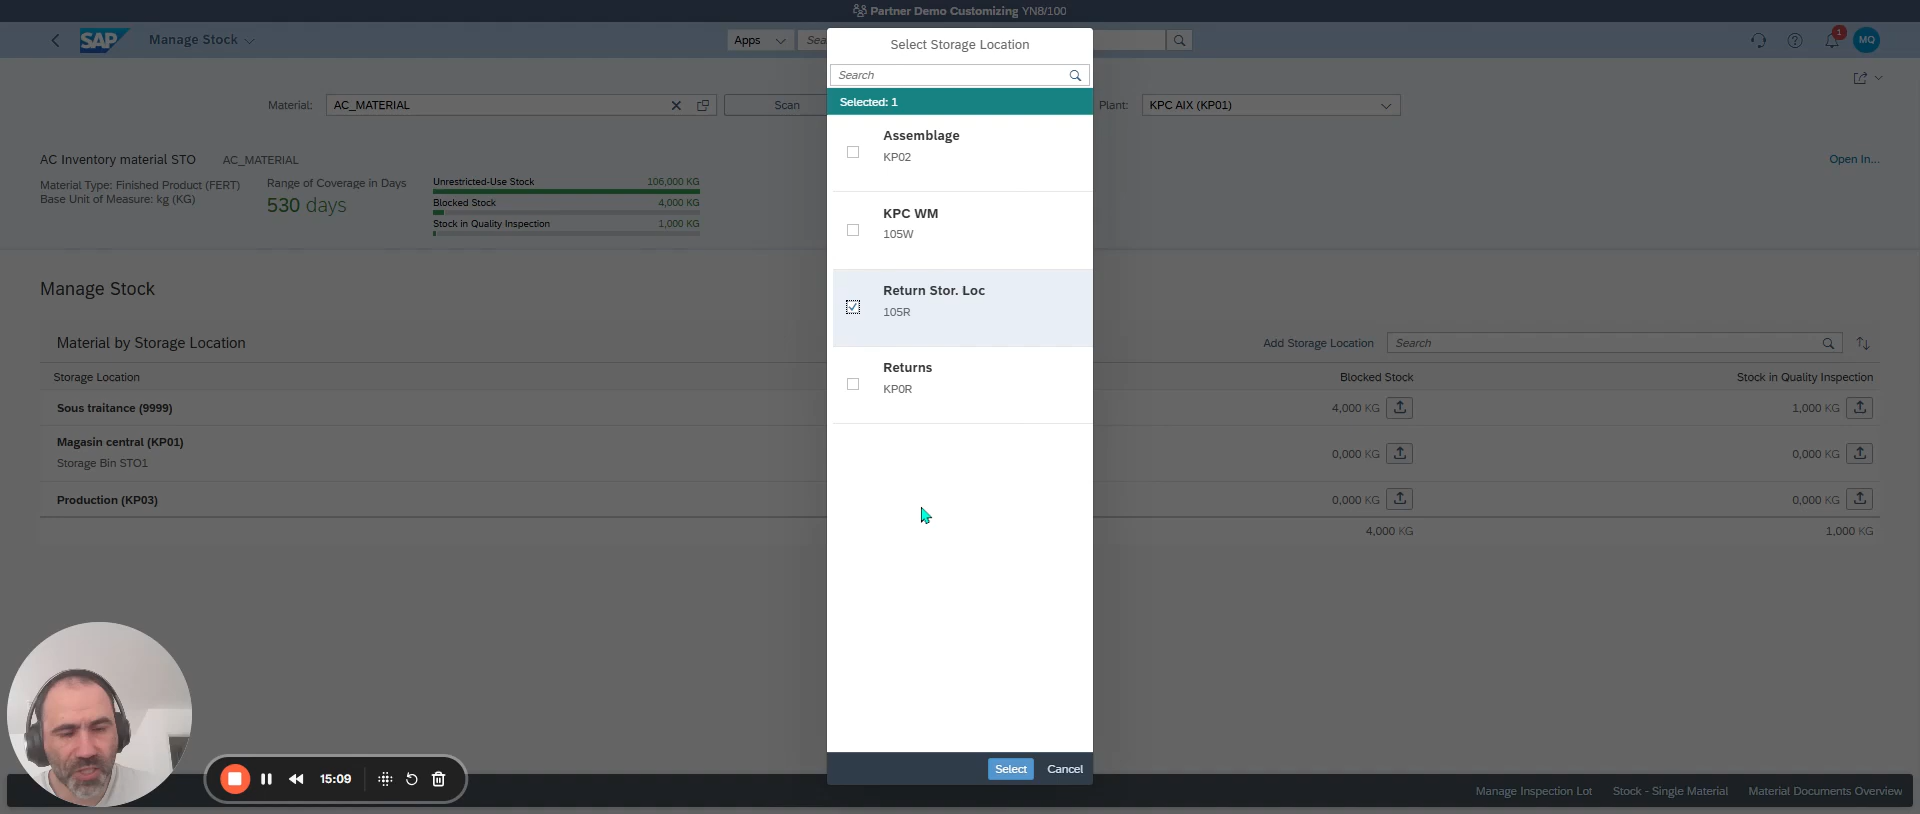 Partner Demo Customizing YN8/100
SAP
Manage Stock
Apps
Sea
1
MQ
Material:
AC_MATERIAL
Scan
Plant:
KPC AIX (KP01)
AC Inventory material STO
AC_MATERIAL
Open In...
Material Type: Finished Product (FERT)
Base Unit of Measure: kg (KG)
Range of Coverage in Days
530 days
Unrestricted-Use Stock 106,000 KG
Blocked Stock 4,000 KG
Stock in Quality Inspection 1,000 KG
Manage Stock
Material by Storage Location
Add Storage Location
Search
Storage Location
Blocked Stock
Stock in Quality Inspection
Sous traitance (9999)
4,000 KG
1,000 KG
Magasin central (KP01)
Storage Bin STO1
0,000 KG
0,000 KG
Production (KP03)
0,000 KG
0,000 KG
4,000 KG
1,000 KG
Select Storage Location
Search
Selected: 1
Assemblage
KP02
KPC WM
105W
Return Stor. Loc
105R
Returns
KP0R
Select
Cancel
15:09
Manage Inspection Lot
Stock - Single Material
Material Documents Overview